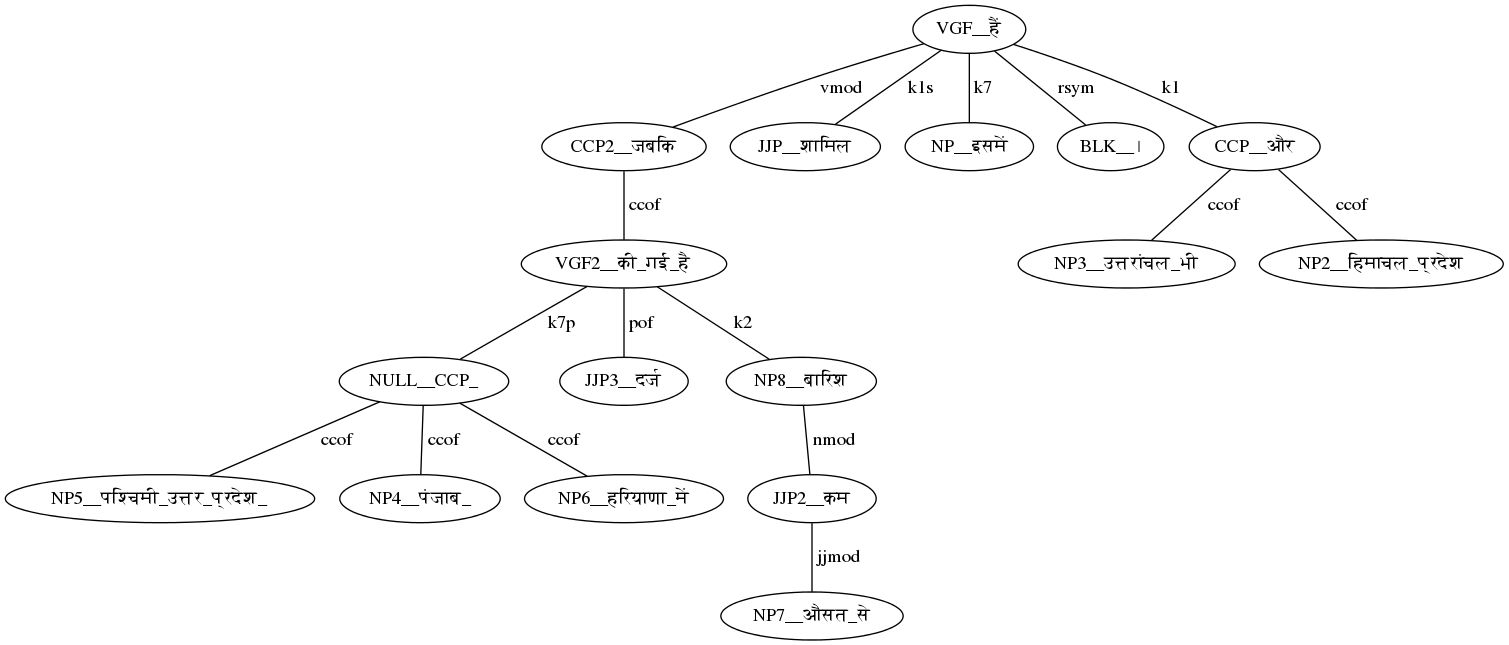 VGF__हैं
vmod k1s k7 rsym k1
CCP2__जबकि JJP__शामिल NP__इसमें BLK__। CCP__और
ccof ccof ccof
VGF2__की_गई_है NP3__उत्तरांचल_भी NP2__हिमाचल_प्रदेश
k7p pof k2
NULL__CCP_ JJP3__दर्ज NP8__बारिश
ccof ccof ccof nmod
NP5__पश्चिमी_उत्तर_प्रदेश_ NP4__पंजाब_ NP6__हरियाणा_में JJP2__कम
jjmod
NP7__औसत_से